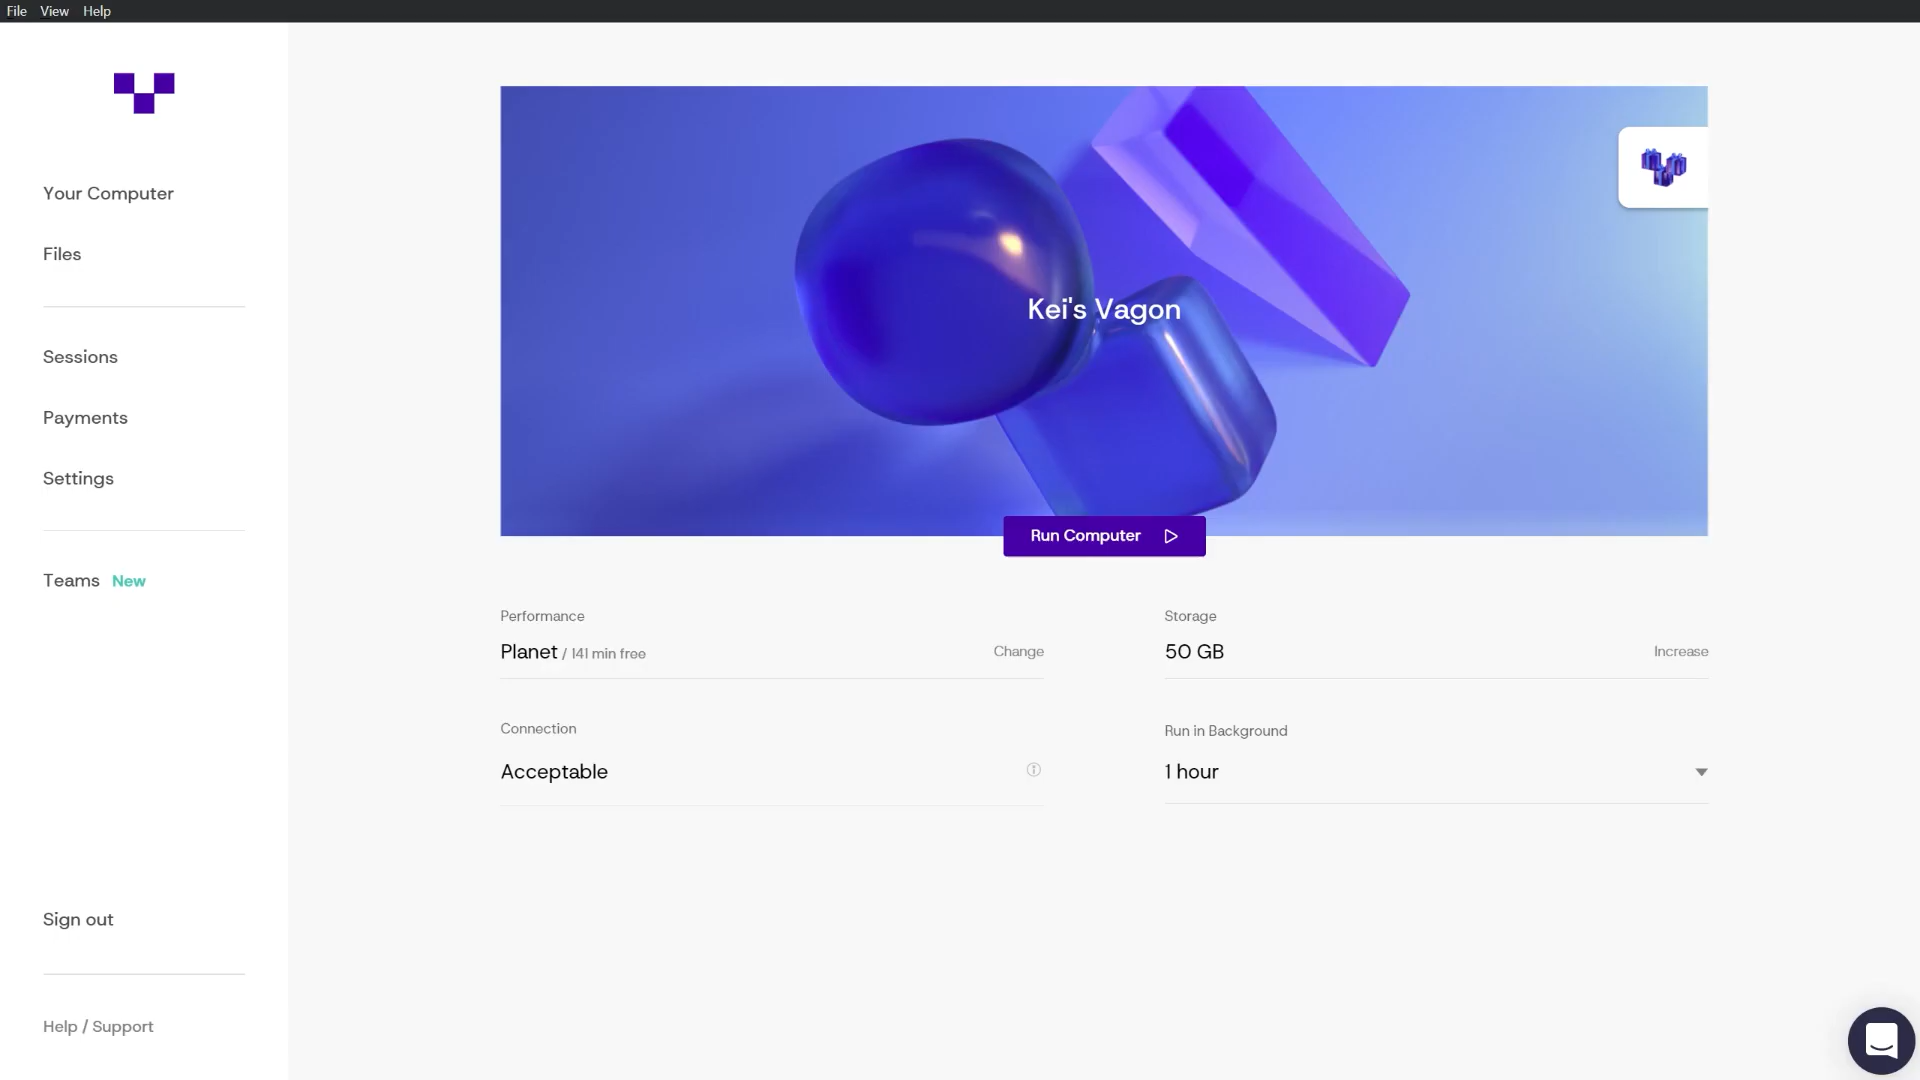 File View Help
Your Computer
Files
Sessions
Payments
Settings
Teams New
Sign out
Help / Support
Kei's Vagon
Run Computer
Performance
Planet / 141 min free
Change
Storage
50 GB
Increase
Connection
Acceptable
Run in Background
1 hour